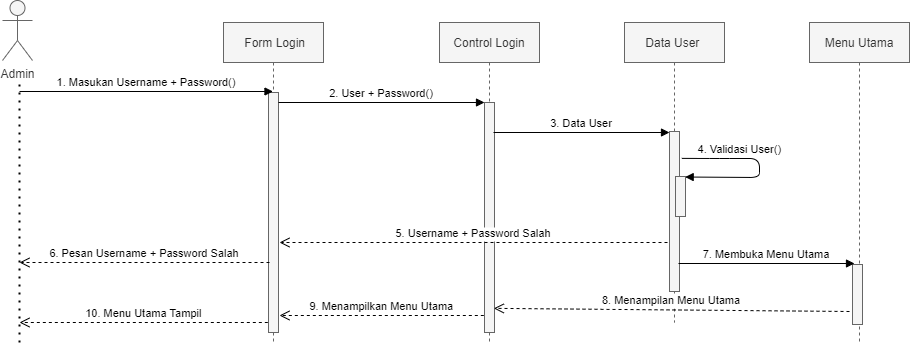 Form Login
Control Login
Data User
Menu Utama
Admin
1. Masukan Username + Password()
2. User + Password()
3. Data User
4. Validasi User()
5. Username + Password Salah
6. Pesan Username + Password Salah
7. Membuka Menu Utama
8. Menampilan Menu Utama
9. Menampilkan Menu Utama
10. Menu Utama Tampil